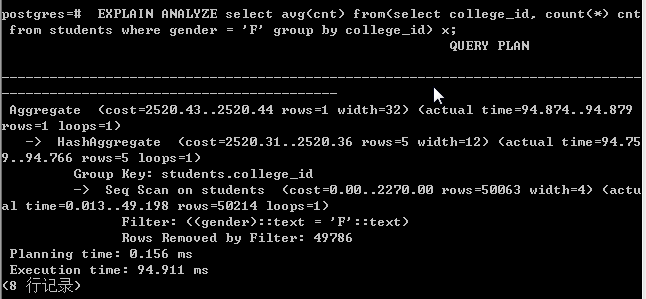 postgres=#  EXPLAIN ANALYZE select avg(cnt) from(select college_id, count(*) cnt
 from students where gender = 'F' group by college_id) x;
                                                        QUERY PLAN

--------------------------------------------------------------------------------
------------------------------------------
 Aggregate  (cost=2520.43..2520.44 rows=1 width=32) (actual time=94.874..94.879
rows=1 loops=1)
   ->  HashAggregate  (cost=2520.31..2520.36 rows=5 width=12) (actual time=94.75
9..94.766 rows=5 loops=1)
         Group Key: students.college_id
         ->  Seq Scan on students  (cost=0.00..2270.00 rows=50063 width=4) (actu
al time=0.013..49.198 rows=50214 loops=1)
               Filter: ((gender)::text = 'F'::text)
               Rows Removed by Filter: 49786
 Planning time: 0.156 ms
 Execution time: 94.911 ms
(8 行记录)